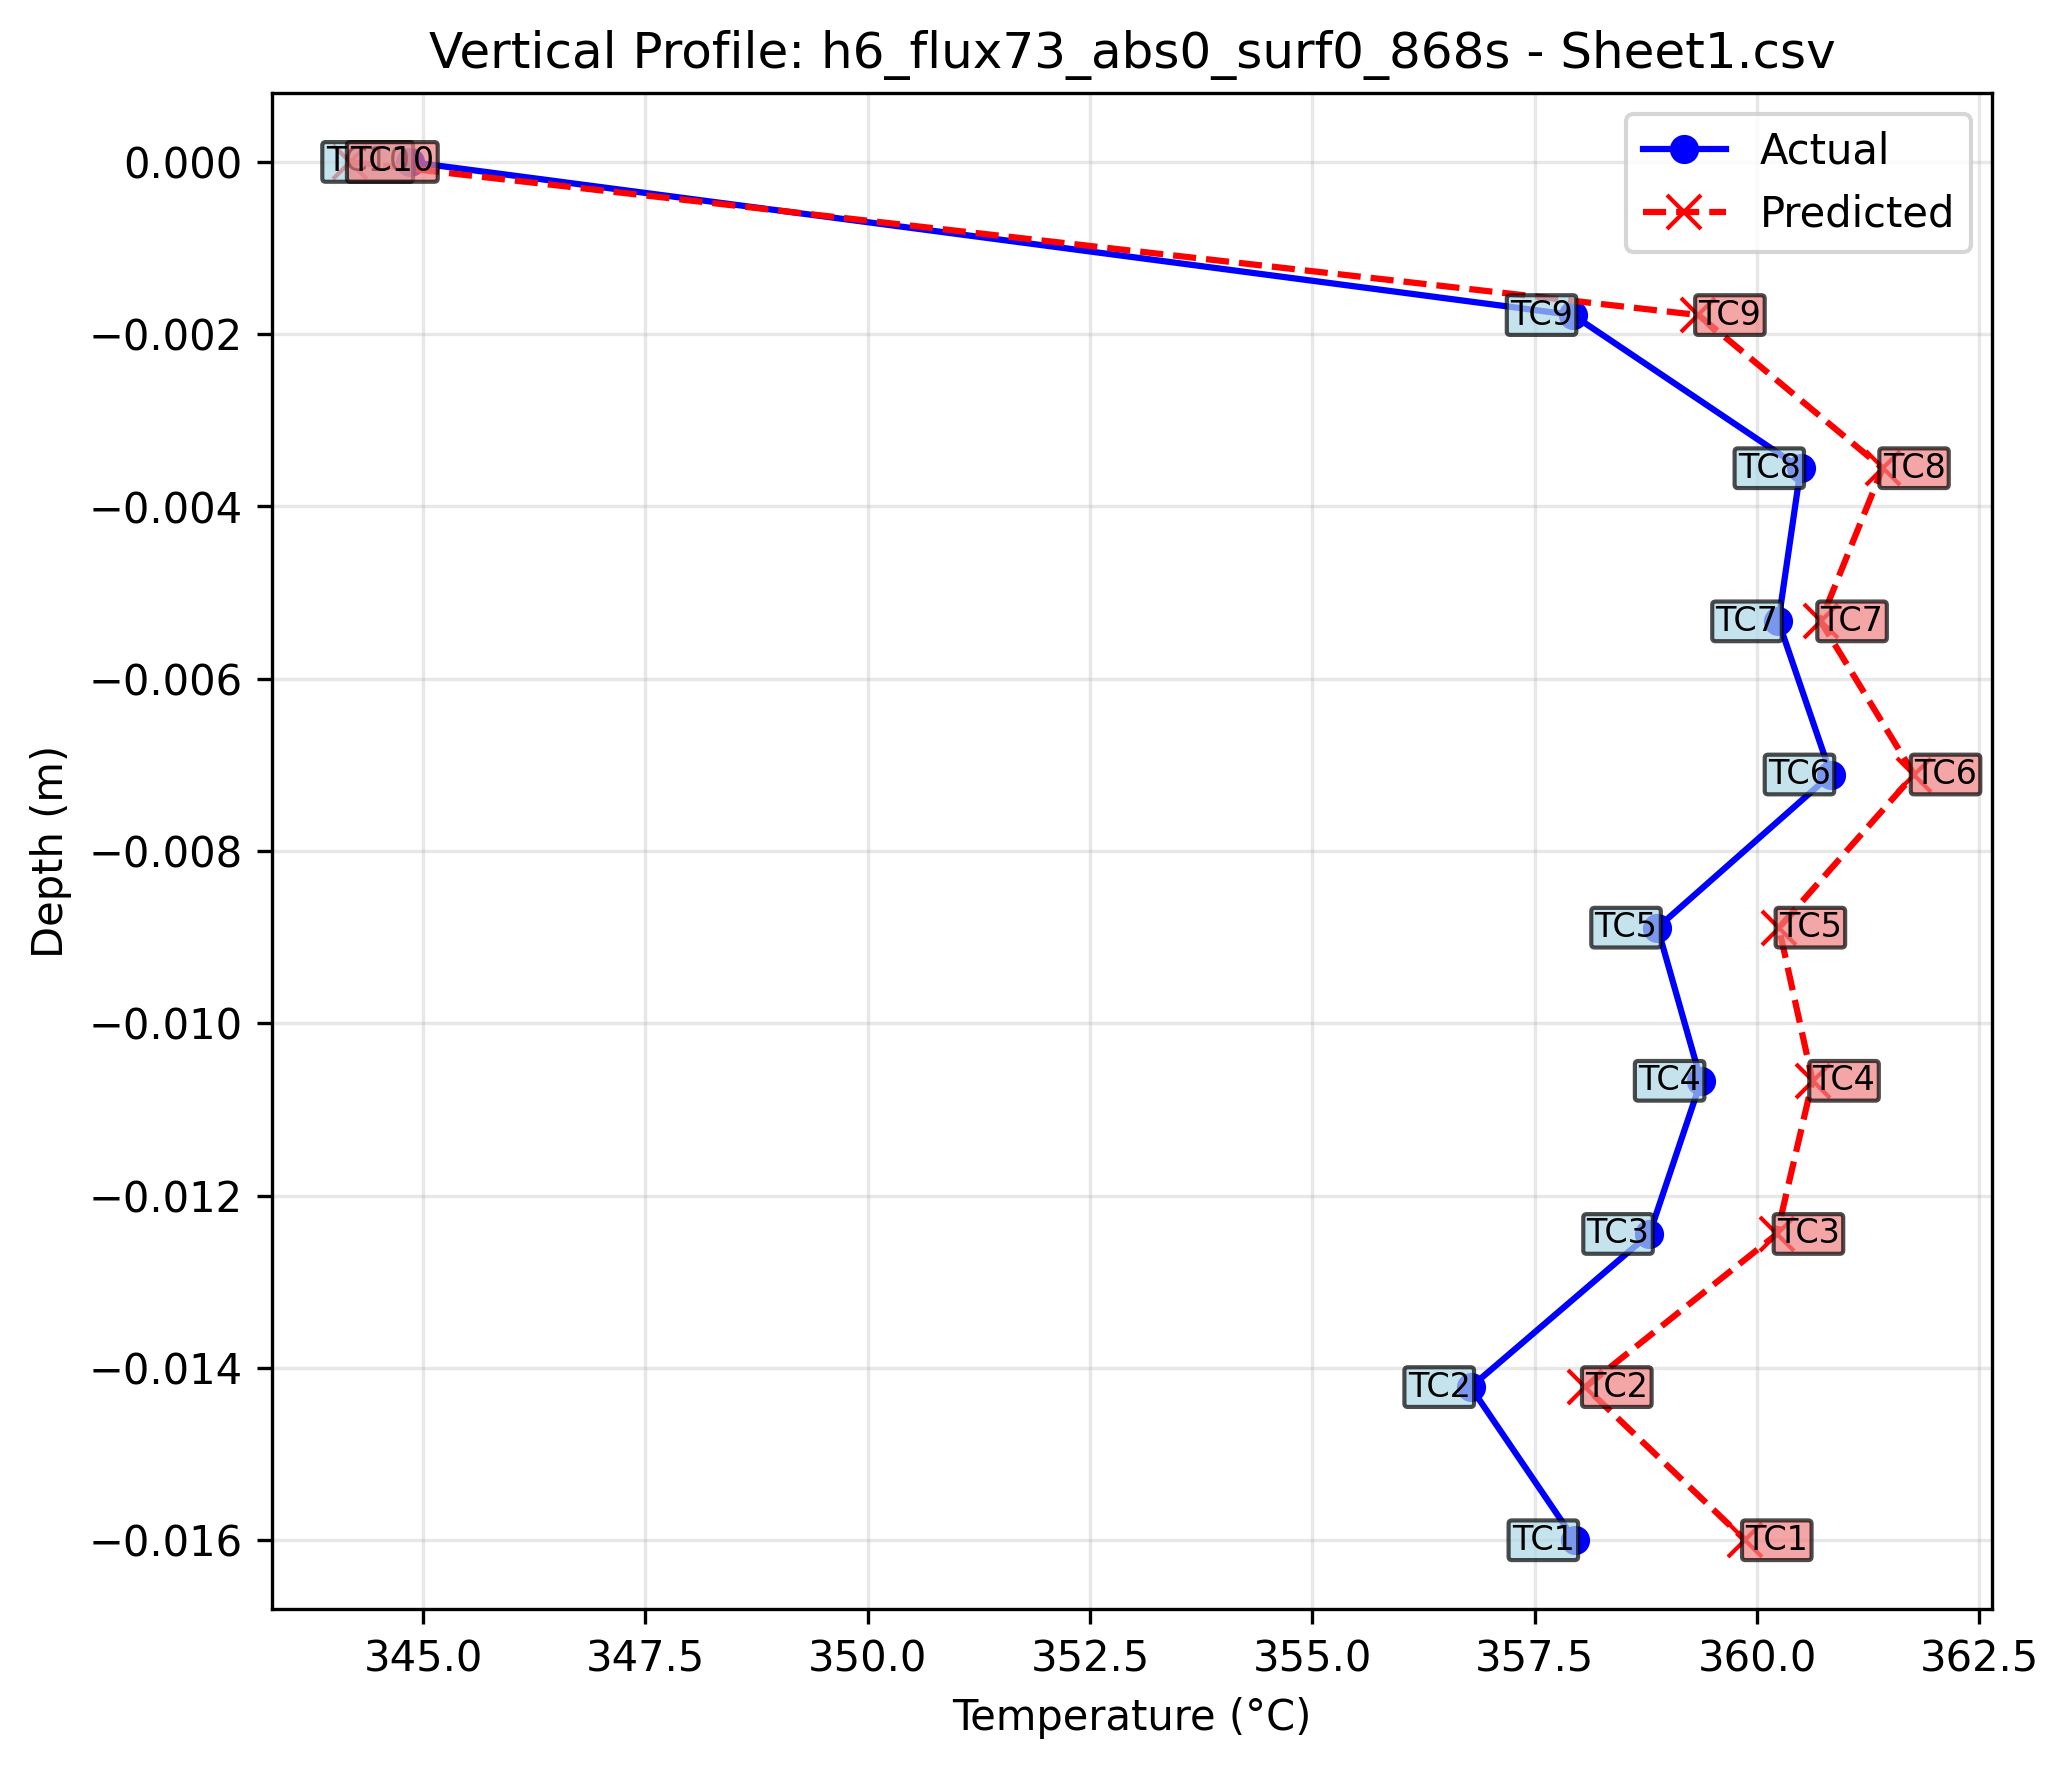 Vertical Profile: h6_flux73_abs0_surf0_868s - Sheet1.csv
Actual
Predicted
0.000
−0.002
−0.004
−0.006
−0.008
−0.010
−0.012
−0.014
−0.016
Depth (m)
TC10
TC9
TC9
TC8
TC8
TC7
TC7
TC6
TC6
TC5
TC5
TC4
TC4
TC3
TC3
TC2
TC2
TC1
TC1
345.0
347.5
350.0
352.5
355.0
357.5
360.0
362.5
Temperature (°C)